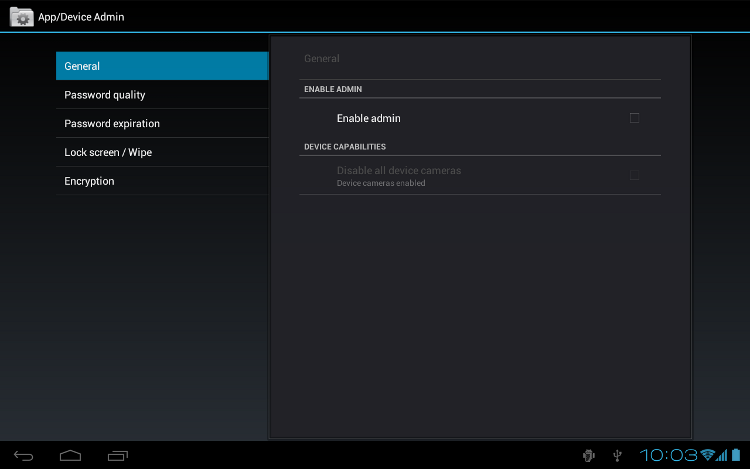 App/Device Admin
General
Password quality
Password expiration
Lock screen / Wipe
Encryption
General
ENABLE ADMIN
Enable admin
DEVICE CAPABILITIES
Disable all device cameras
Device cameras enabled
10:03